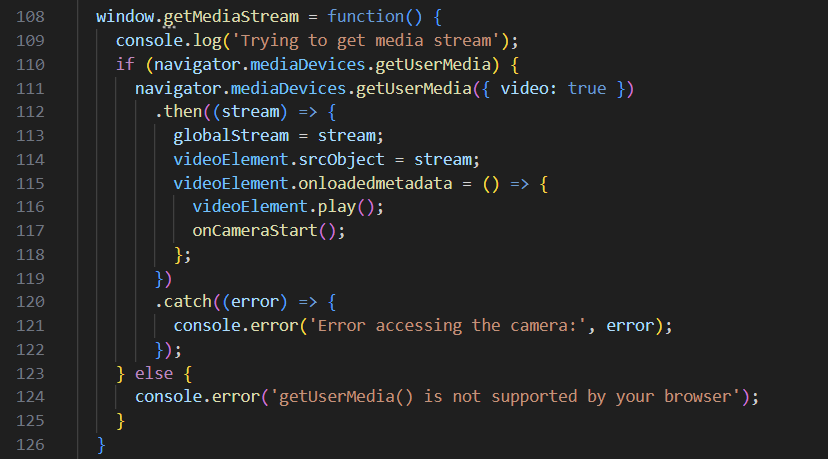 108 window.getMediaStream = function() {
109 console.log('Trying to get media stream');
110 if (navigator.mediaDevices.getUserMedia) {
111 navigator.mediaDevices.getUserMedia({ video: true })
112 .then((stream) => {
113 globalStream = stream;
114 videoElement.srcObject = stream;
115 videoElement.onloadedmetadata = () => {
116 videoElement.play();
117 onCameraStart();
118 };
119 })
120 .catch((error) => {
121 console.error('Error accessing the camera:', error);
122 });
123 } else {
124 console.error('getUserMedia() is not supported by your browser');
125 }
126 }